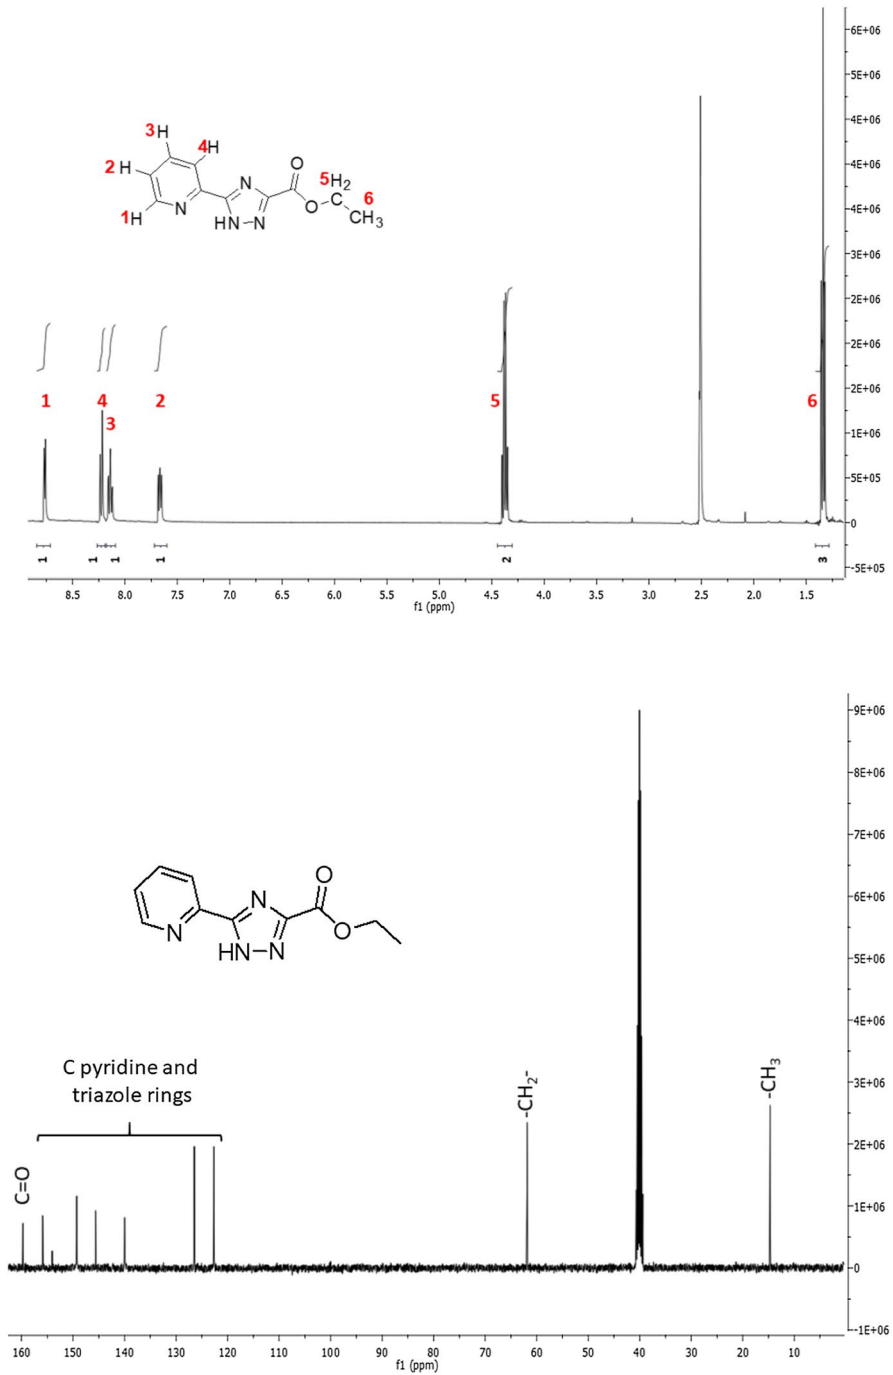 6E+06
5E+06
4E+06
4E+06
4E+06
3E+06
2E+06
2E+06
2E+06
1E+06
5E+05
0
-5E+05
3H
4H
2 H
1H
N
N
HN
N
O
O
5H2
6
CH3
1
4
3
2
5
6
1
1
1
1
2
3
8.5
8.0
7.5
7.0
6.5
6.0
5.5
5.0
4.5
4.0
3.5
3.0
2.5
2.0
1.5
f1 (ppm)
9E+06
8E+06
7E+06
6E+06
5E+06
4E+06
3E+06
2E+06
1E+06
0
-1E+06
N
N
HN
N
O
O
C pyridine and
triazole rings
C=O
-CH2-
-CH3
160
150
140
130
120
110
100
90
80
70
60
50
40
30
20
10
f1 (ppm)